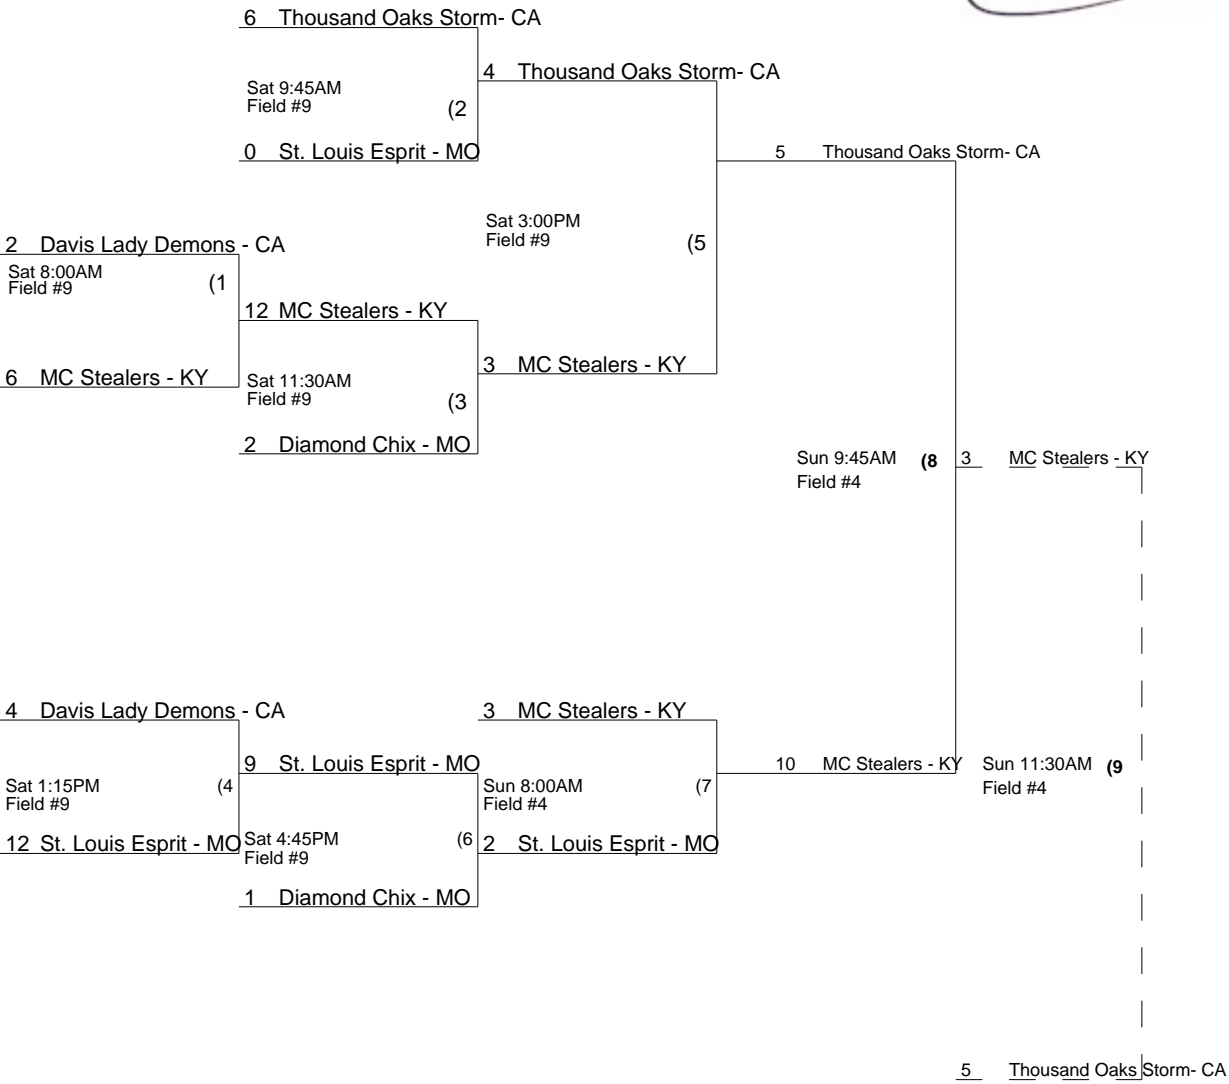 6 Thousand Oaks Storm- CA
4 Thousand Oaks Storm- CA
Sat 9:45AM
Field #9
(2
0 St. Louis Esprit - MO
5 Thousand Oaks Storm- CA
Sat 3:00PM
Field #9
(5
2 Davis Lady Demons - CA
Sat 8:00AM
Field #9
(1
12 MC Stealers - KY
3 MC Stealers - KY
6 MC Stealers - KY
Sat 11:30AM
Field #9
(3
2 Diamond Chix - MO
Sun 9:45AM (8
Field #4
3 MC Stealers - KY
4 Davis Lady Demons - CA
3 MC Stealers - KY
9 St. Louis Esprit - MO
10 MC Stealers - KY
Sun 11:30AM (9
Field #4
Sat 1:15PM (4
Field #9
Sun 8:00AM (7
Field #4
12 St. Louis Esprit - MO
Sat 4:45PM (6
Field #9
2 St. Louis Esprit - MO
1 Diamond Chix - MO
5 Thousand Oaks Storm- CA